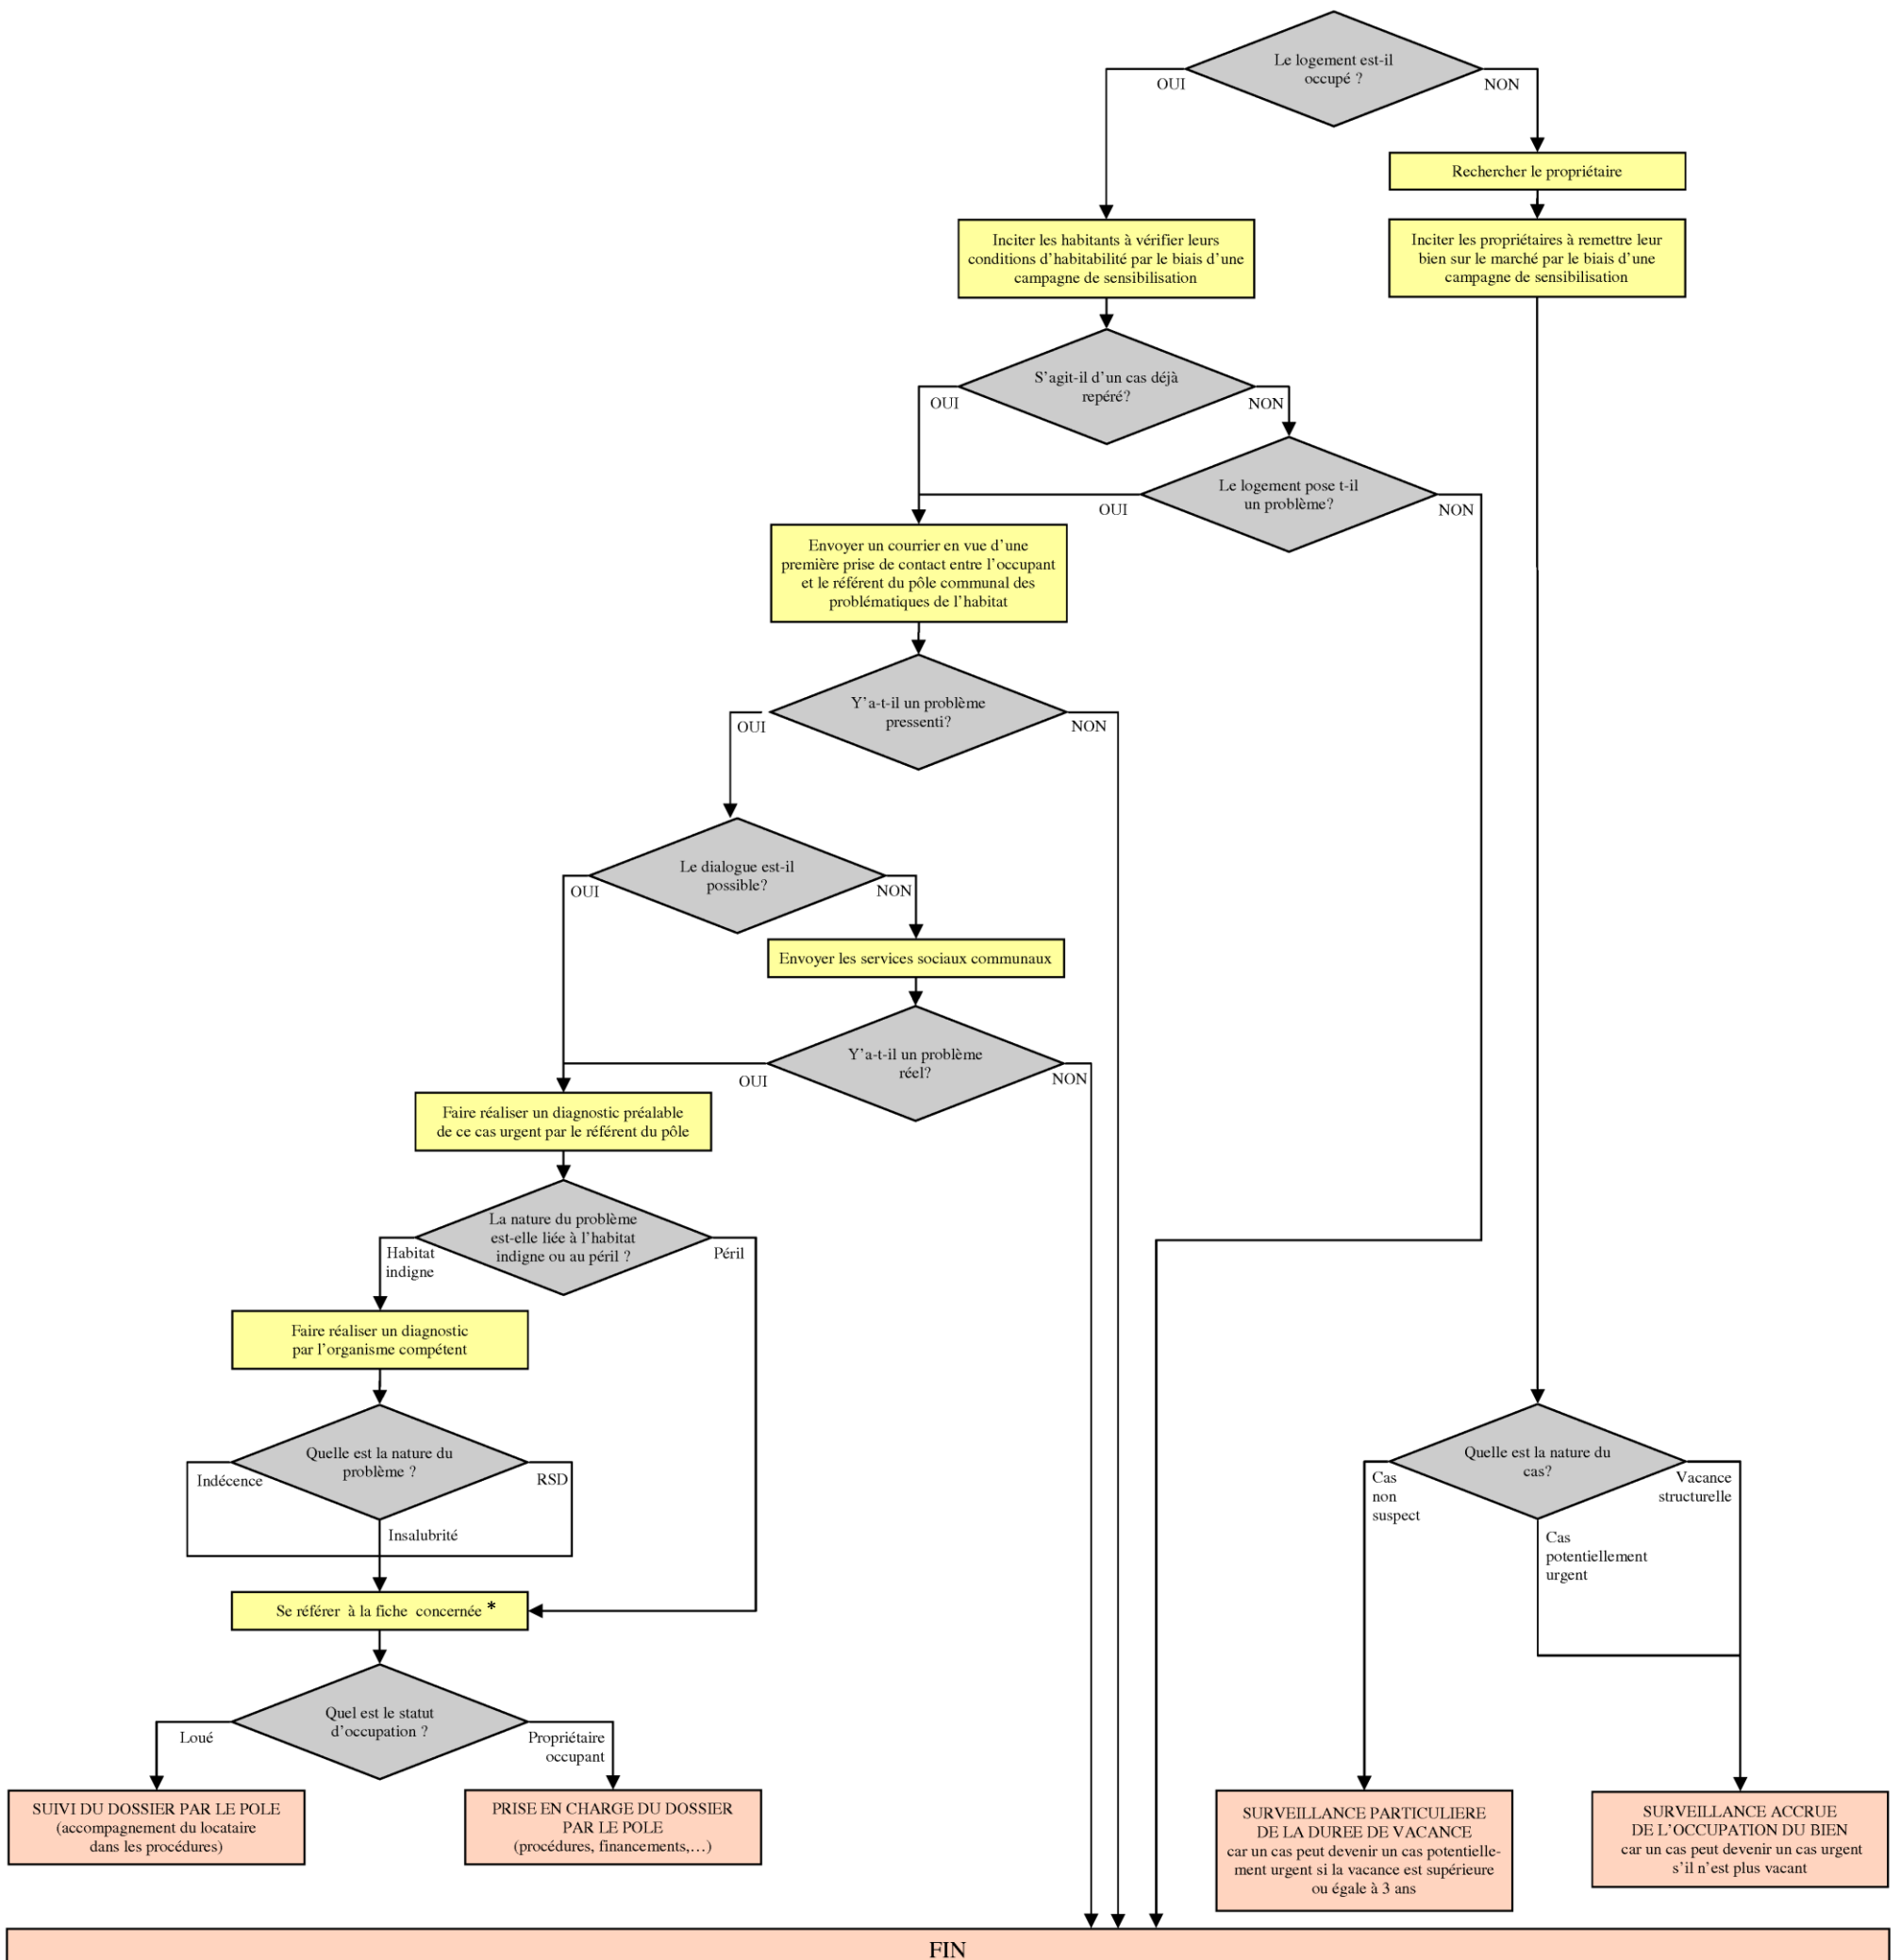 Le logement est-il
occupé ?
OUI
NON
Rechercher le propriétaire
Inciter les habitants à vérifier leurs
conditions d'habitabilité par le biais d'une
campagne de sensibilisation
Inciter les propriétaires à remettre leur
bien sur le marché par le biais d'une
campagne de sensibilisation
S'agit-il d'un cas déjà
repéré?
OUI
NON
Le logement pose t-il
un problème?
OUI
NON
Envoyer un courrier en vue d'une
première prise de contact entre l'occupant
et le référent du pôle communal des
problématiques de l'habitat
Y'a-t-il un problème
pressenti?
OUI
NON
Le dialogue est-il
possible?
OUI
NON
Envoyer les services sociaux communaux
Y'a-t-il un problème
réel?
OUI
NON
Faire réaliser un diagnostic préalable
de ce cas urgent par le référent du pôle
La nature du problème
est-elle liée à l'habitat
indigne ou au péril ?
Habitat
indigne
Péril
Faire réaliser un diagnostic
par l'organisme compétent
Quelle est la nature du
problème ?
Indécence
RSD
Insalubrité
Quelle est la nature du
cas?
Cas
non
suspect
Vacance
structurelle
Cas
potentiellement
urgent
Se référer à la fiche concernée *
Quel est le statut
d'occupation ?
Loué
Propriétaire
occupant
SUIVI DU DOSSIER PAR LE POLE
(accompagnement du locataire
dans les procédures)
PRISE EN CHARGE DU DOSSIER
PAR LE POLE
(procédures, financements,...)
SURVEILLANCE PARTICULIERE
DE LA DUREE DE VACANCE
car un cas peut devenir un cas potentielle-
ment urgent si la vacance est supérieure
ou égale à 3 ans
SURVEILLANCE ACCRUE
DE L'OCCUPATION DU BIEN
car un cas peut devenir un cas urgent
s'il n'est plus vacant
FIN